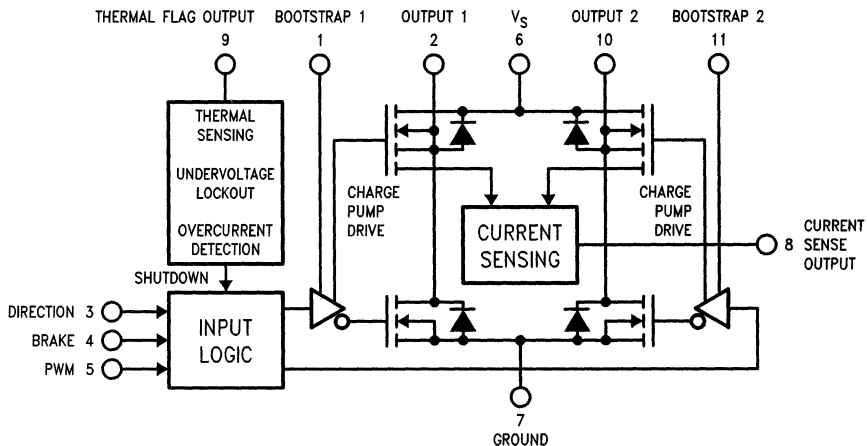 THERMAL FLAG OUTPUT
9
BOOTSTRAP 1
1
OUTPUT 1
2
VS
6
OUTPUT 2
10
BOOTSTRAP 2
11
THERMAL
SENSING
UNDERVOLTAGE
LOCKOUT
OVERCURRENT
DETECTION
SHUTDOWN
CHARGE
PUMP
DRIVE
CURRENT
SENSING
CHARGE
PUMP
DRIVE
8 CURRENT
SENSE
OUTPUT
DIRECTION 3
BRAKE 4
PWM 5
INPUT
LOGIC
7
GROUND